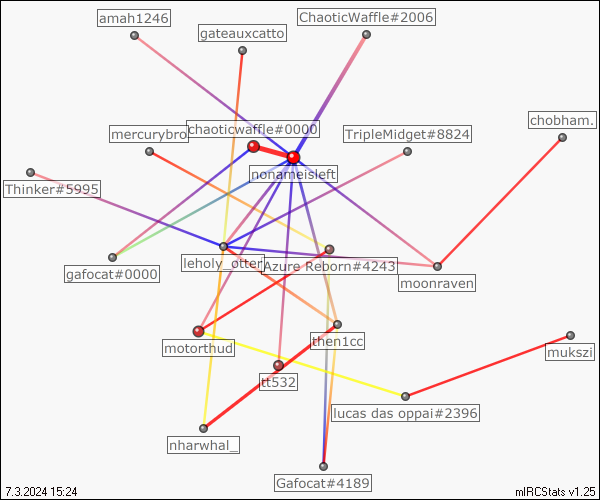 amah1246
ChaoticWaffle#2006
gateauxcatto
chobham.
chaoticwaffle#0000
mercurybro
TripleMidget#8824
nonameisleft
Thinker#5995
leholy_otter
Azure Reborn#4243
gafocat#0000
moonraven
then1cc
motorthud
mukszi
tt532
lucas das oppai#2396
nharwhal_
Gafocat#4189
7.3.2024 15:24
mIRCStats v1.25